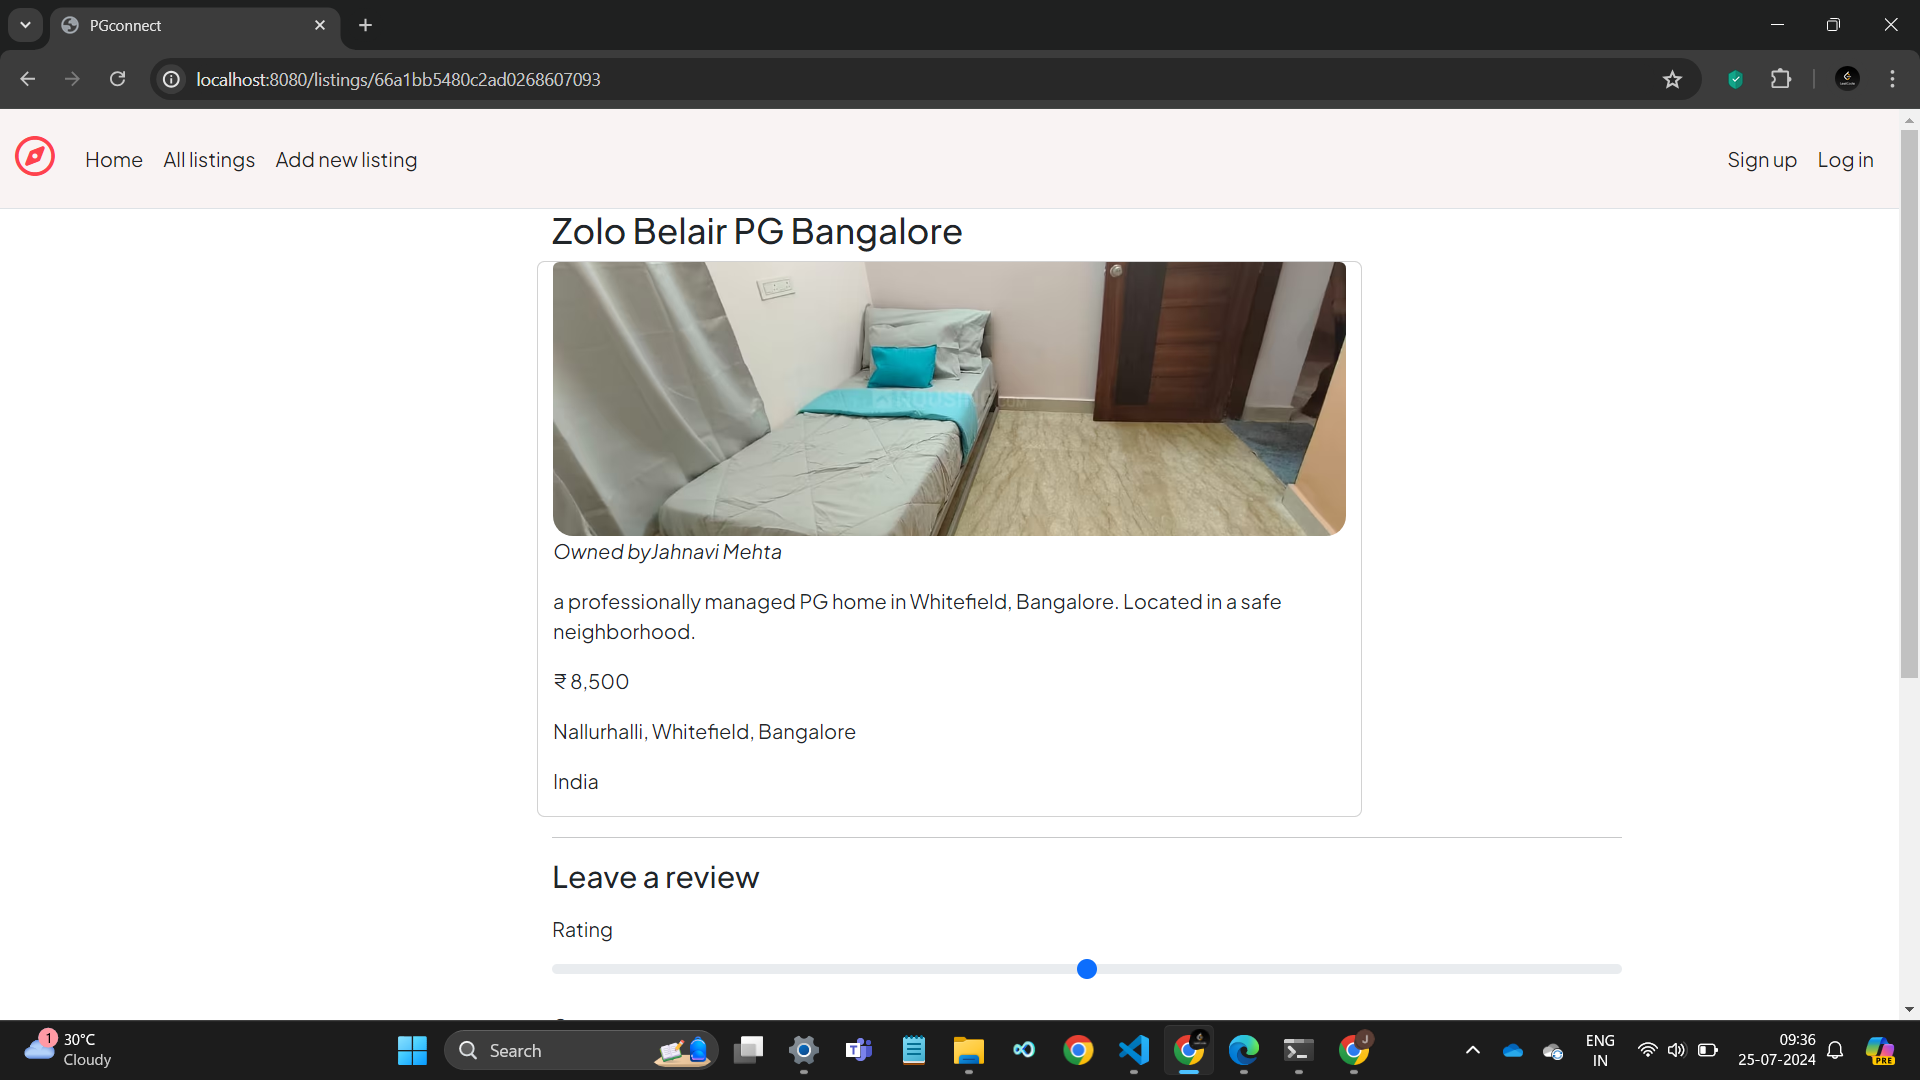 PGconnect
localhost:8080/listings/66a1bb5480c2ad0268607093
Home All listings Add new listing Sign up Log in
Zolo Belair PG Bangalore
Owned byJahnavi Mehta
a professionally managed PG home in Whitefield, Bangalore. Located in a safe
neighborhood.
₹ 8,500
Nallurhalli, Whitefield, Bangalore
India
Leave a review
Rating
1
30°C
Cloudy
Search
J
ENG
IN
09:36
25-07-2024
PRE